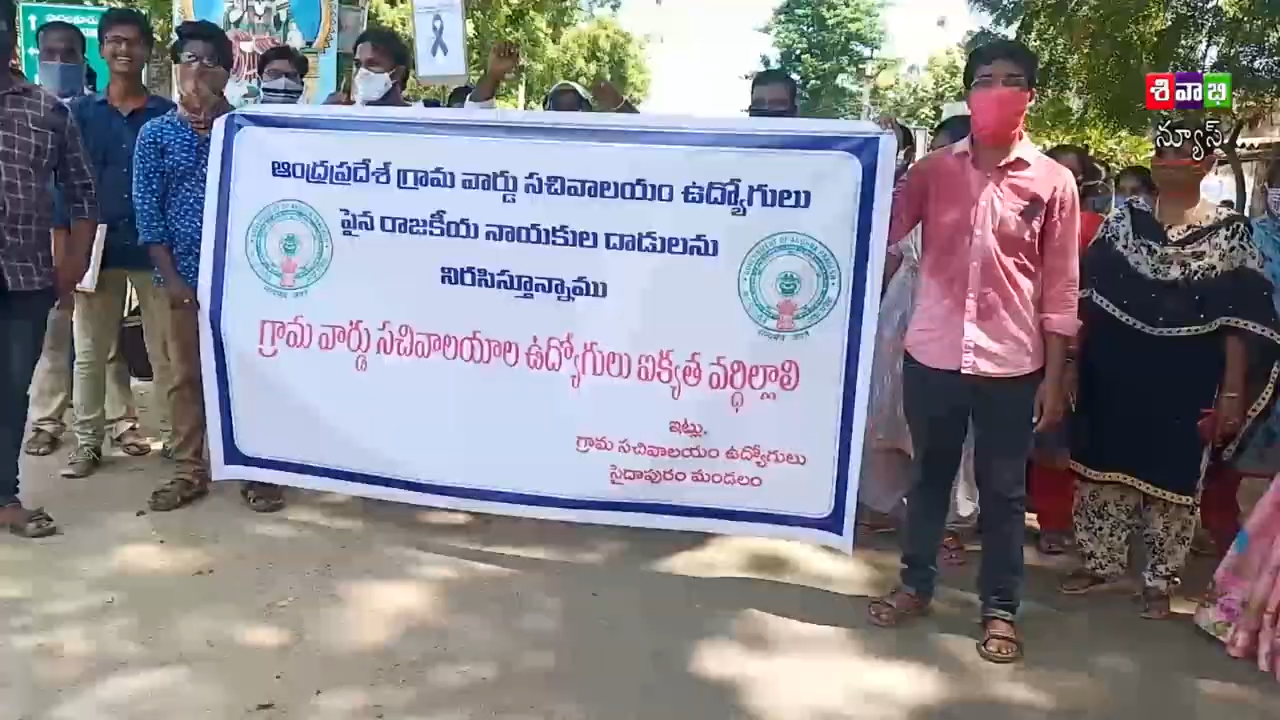 శివాభి
న్యూస్....
ఆంధ్రప్రదేశ్ గ్రామ వార్డు సచివాలయం ఉద్యోగులు
పైన రాజకీయ నాయకుల దాడులను
నిరసిస్తూన్నాము
గ్రామ వార్డు సచివాలయాల ఉద్యోగులు ఐక్యత వర్ధిల్లాలి
ఇట్లు,
గ్రామ సచివాలయం ఉద్యోగులు
సైదాపురం మండలం